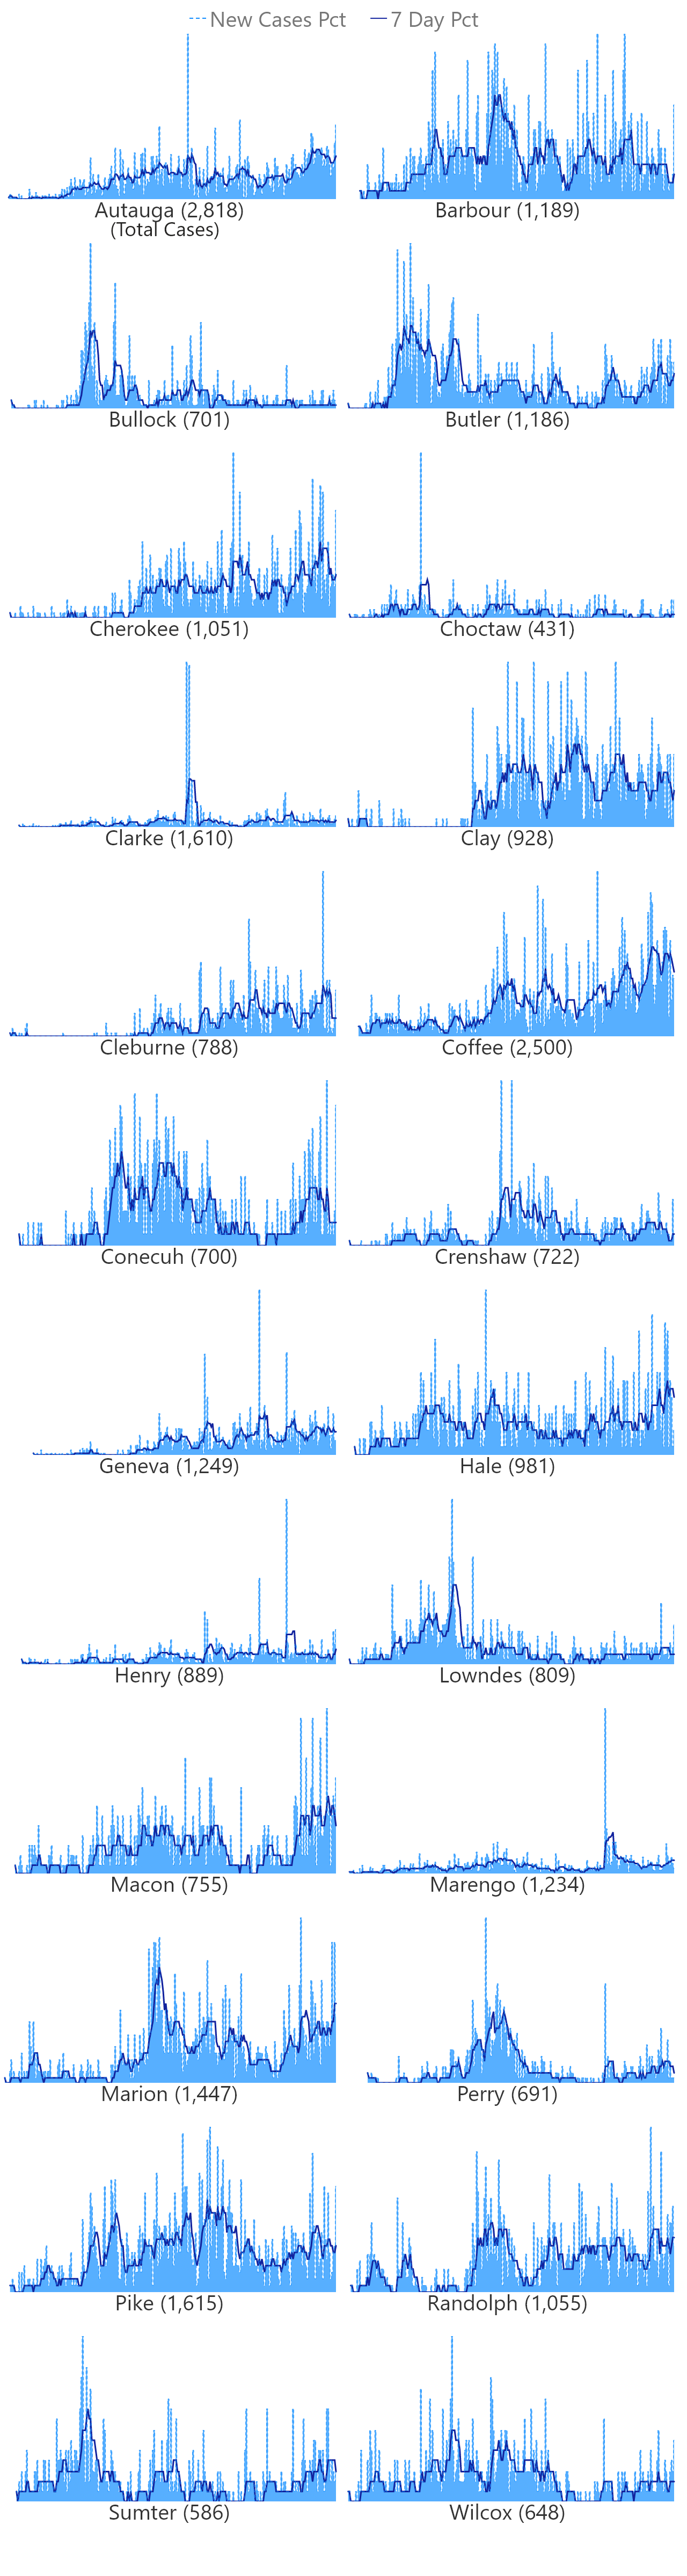 New Cases Pct 7 Day Pct
Autauga (2,818) Barbour (1,189)
(Total Cases)
Bullock (701) Butler (1,186)
Cherokee (1,051) Choctaw (431)
Clarke (1,610) Clay (928)
Cleburne (788) Coffee (2,500)
Conecuh (700) Crenshaw (722)
Geneva (1,249) Hale (981)
Henry (889) Lowndes (809)
Macon (755) Marengo (1,234)
Marion (1,447) Perry (691)
Pike (1,615) Randolph (1,055)
Sumter (586) Wilcox (648)